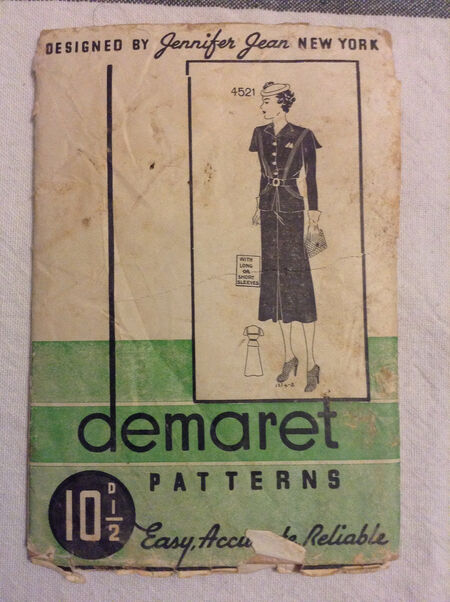 DESIGNED BY Jennifer Jean NEW YORK
4521
WITH
LONG
OR
SHORT
SLEEVES
demaret
PATTERNS
10 D 1/2
Easy, Reliable